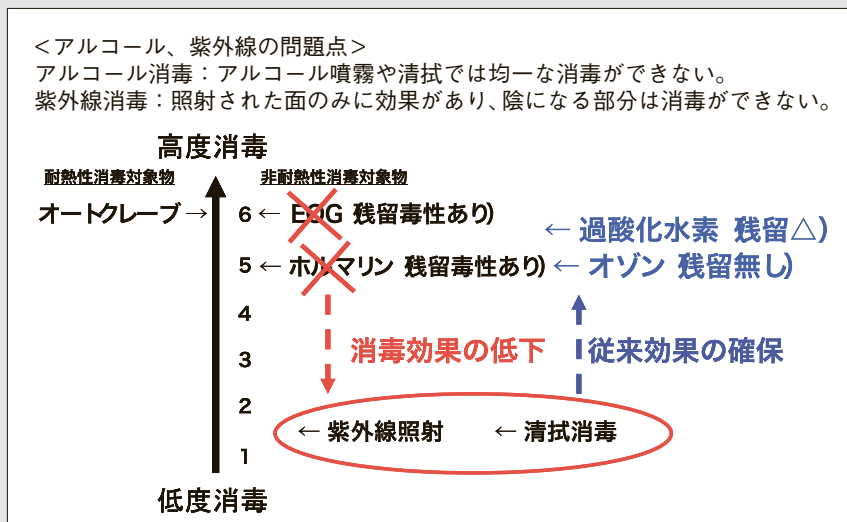 ＜アルコール、紫外線の問題点＞
アルコール消毒：アルコール噴霧や清拭では均一な消毒ができない。
紫外線消毒：照射された面のみに効果があり、陰になる部分は消毒ができない。
高度消毒
耐熱性消毒対象物
非耐熱性消毒対象物
オートクレーブ→
6
← EOG 残留毒性あり)
← 過酸化水素 残留△)
5
← ホルマリン 残留毒性あり)
← オゾン 残留無し)
4
3
消毒効果の低下
従来効果の確保
2
← 紫外線照射
← 清拭消毒
1
低度消毒